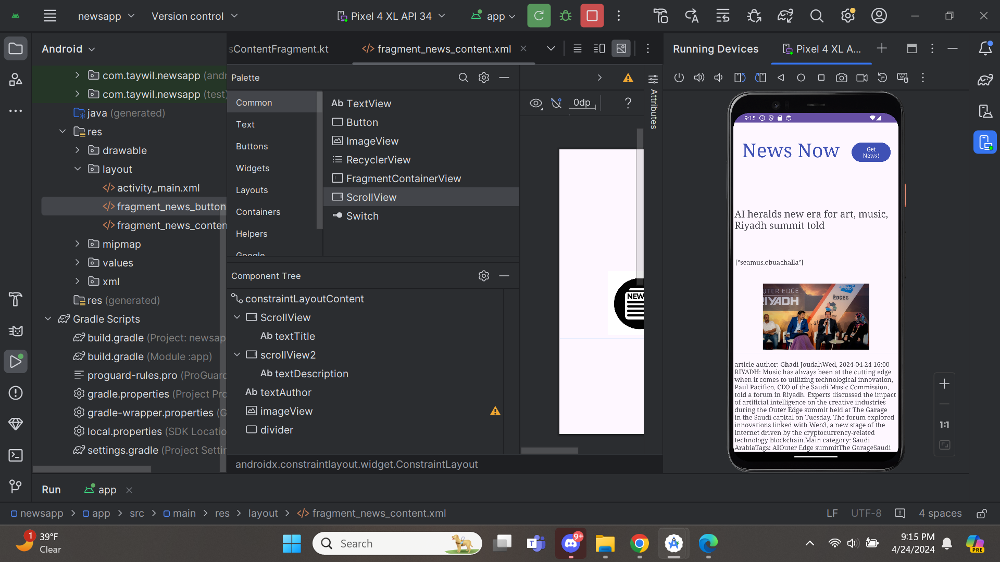 newsapp
Version control
Pixel 4 XL API 34
app
Android
sContentFragment.kt
</> fragment_news_content.xml
Running Devices
Pixel 4 XL A...
com.taywil.newsapp (andr
com.taywil.newsapp (test)
java (generated)
res
drawable
layout
</> activity_main.xml
</> fragment_news_button
</> fragment_news_conten
mipmap
values
xml
res (generated)
Gradle Scripts
build.gradle (Project: newsap
build.gradle (Module :app)
proguard-rules.pro (ProGuard
gradle.properties (Project Pro
gradle-wrapper.properties (G
local.properties (SDK Locatio
settings.gradle (Project Settin
Palette
Common
Text
Buttons
Widgets
Layouts
Containers
Helpers
Google
Ab TextView
Button
ImageView
RecyclerView
FragmentContainerView
ScrollView
Switch
Component Tree
constraintLayoutContent
ScrollView
Ab textTitle
scrollView2
Ab textDescription
Ab textAuthor
imageView
divider
androidx.constraintlayout.widget.ConstraintLayout
0dp
?
Attributes
NEW
9:15
News Now
Get
News!
AI heralds new era for art, music,
Riyadh summit told
["seamus.obuachalla"]
UTER EDGE
RIYADH
EDGE
article author: Ghadi JoudahWed, 2024-04-24 16:00
RIYADH: Music has always been at the cutting edge
when it comes to utilizing technological innovation,
Paul Pacifico, CEO of the Saudi Music Commission,
told a forum in Riyadh. Experts discussed the impact
of artificial intelligence on the creative industries
during the Outer Edge summit held at The Garage
in the Saudi capital on Tuesday. The forum explored
innovations linked with Web3, a new stage of the
internet driven by the cryptocurrency-related
technology blockchain.Main category: Saudi
ArabiaTags: AIOuter Edge summitThe GarageSaudi
1:1
Run
app
newsapp > app > src > main > res > layout > </> fragment_news_content.xml
LF
UTF-8
4 spaces
1
39°F
Clear
Search
T
9+
9:15 PM
4/24/2024
PRE